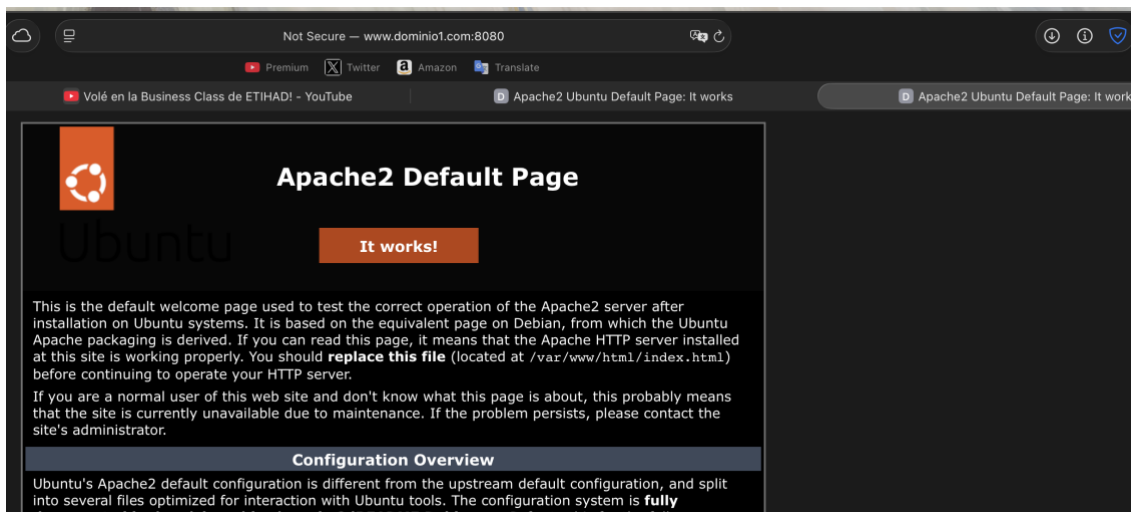 Not Secure — www.dominio1.com:8080
Premium Twitter Amazon Translate
Volé en la Business Class de ETIHAD! - YouTube
Apache2 Ubuntu Default Page: It works
Apache2 Ubuntu Default Page: It work
Ubuntu
Apache2 Default Page
It works!
This is the default welcome page used to test the correct operation of the Apache2 server after
installation on Ubuntu systems. It is based on the equivalent page on Debian, from which the Ubuntu
Apache packaging is derived. If you can read this page, it means that the Apache HTTP server installed
at this site is working properly. You should replace this file (located at /var/www/html/index.html)
before continuing to operate your HTTP server.
If you are a normal user of this web site and don't know what this page is about, this probably means
that the site is currently unavailable due to maintenance. If the problem persists, please contact the
site's administrator.
Configuration Overview
Ubuntu's Apache2 default configuration is different from the upstream default configuration, and split
into several files optimized for interaction with Ubuntu tools. The configuration system is fully